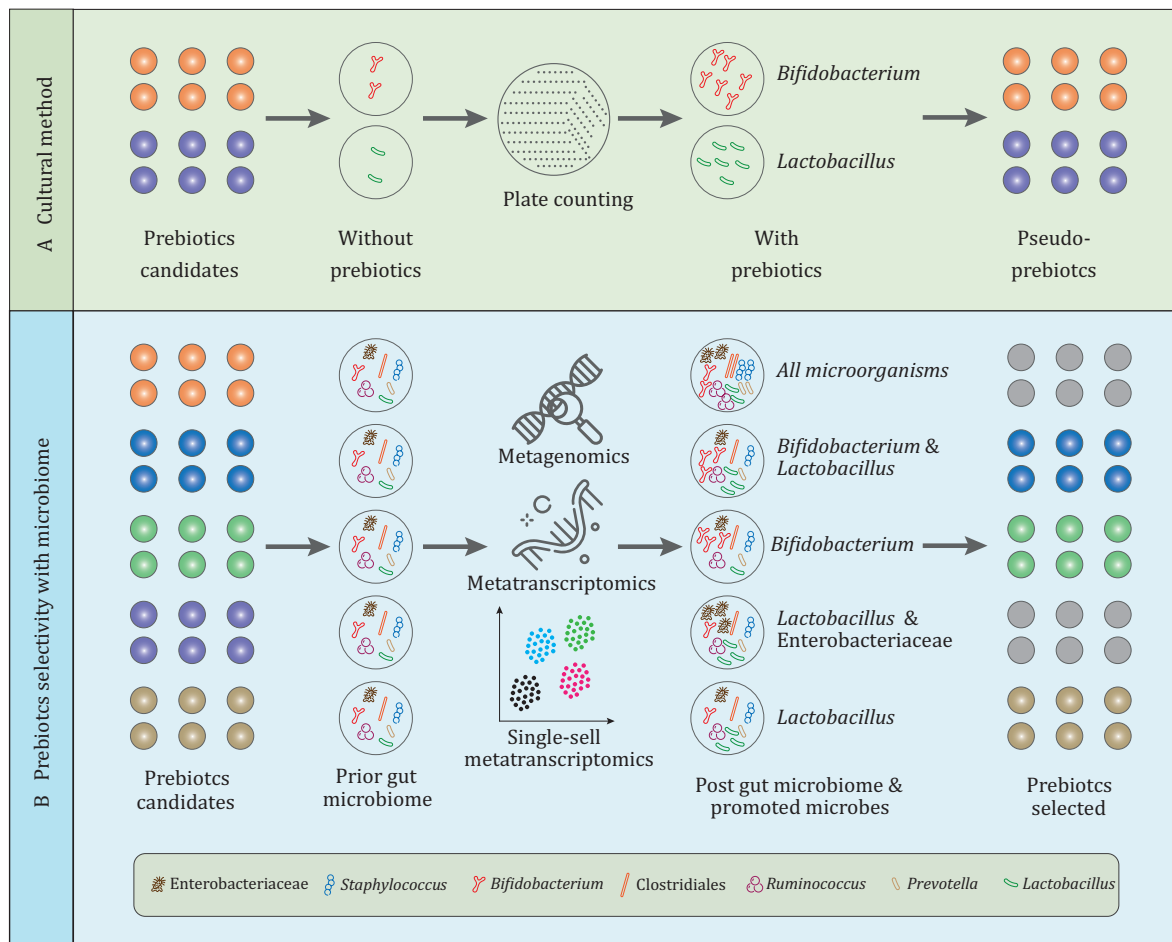 A Cultural method
Bifidobacterium
Lactobacillus
Plate counting
Prebiotics
candidates
Without
prebiotics
With
prebiotics
Pseudo-
prebiotcs
B Prebiotcs selectivity with microbiome
All microorganisms
Metagenomics
Bifidobacterium &
Lactobacillus
Bifidobacterium
Metatranscriptomics
Lactobacillus &
Enterobacteriaceae
Lactobacillus
Single-sell
metatranscriptomics
Prebiotcs
candidates
Prior gut
microbiome
Post gut microbiome &
promoted microbes
Prebiotcs
selected
Enterobacteriaceae Staphylococcus Bifidobacterium Clostridiales Ruminococcus Prevotella Lactobacillus